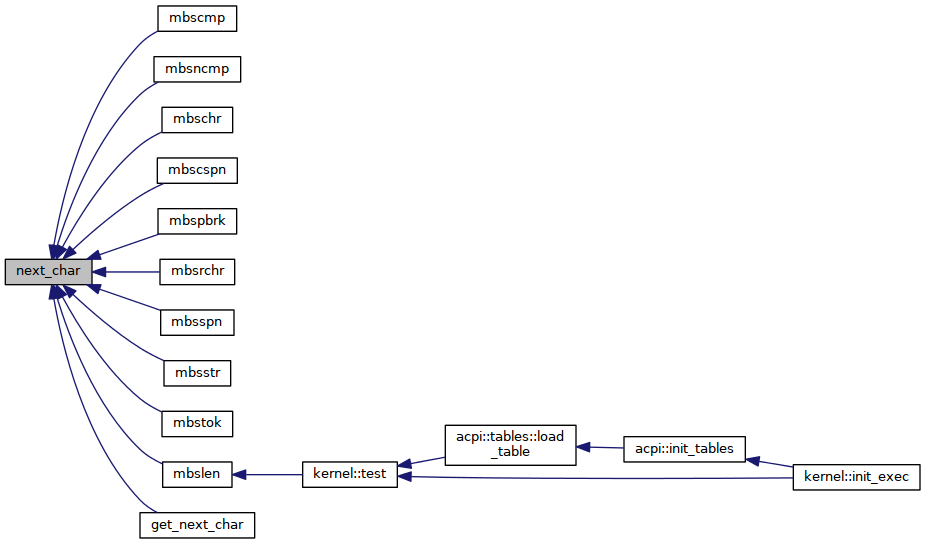 mbscmp
mbsncmp
mbschr
mbscspn
mbspbrk
next_char
mbsrchr
mbsspn
mbsstr
mbstok
mbslen
kernel::test
acpi::tables::load
_table
acpi::init_tables
kernel::init_exec
get_next_char